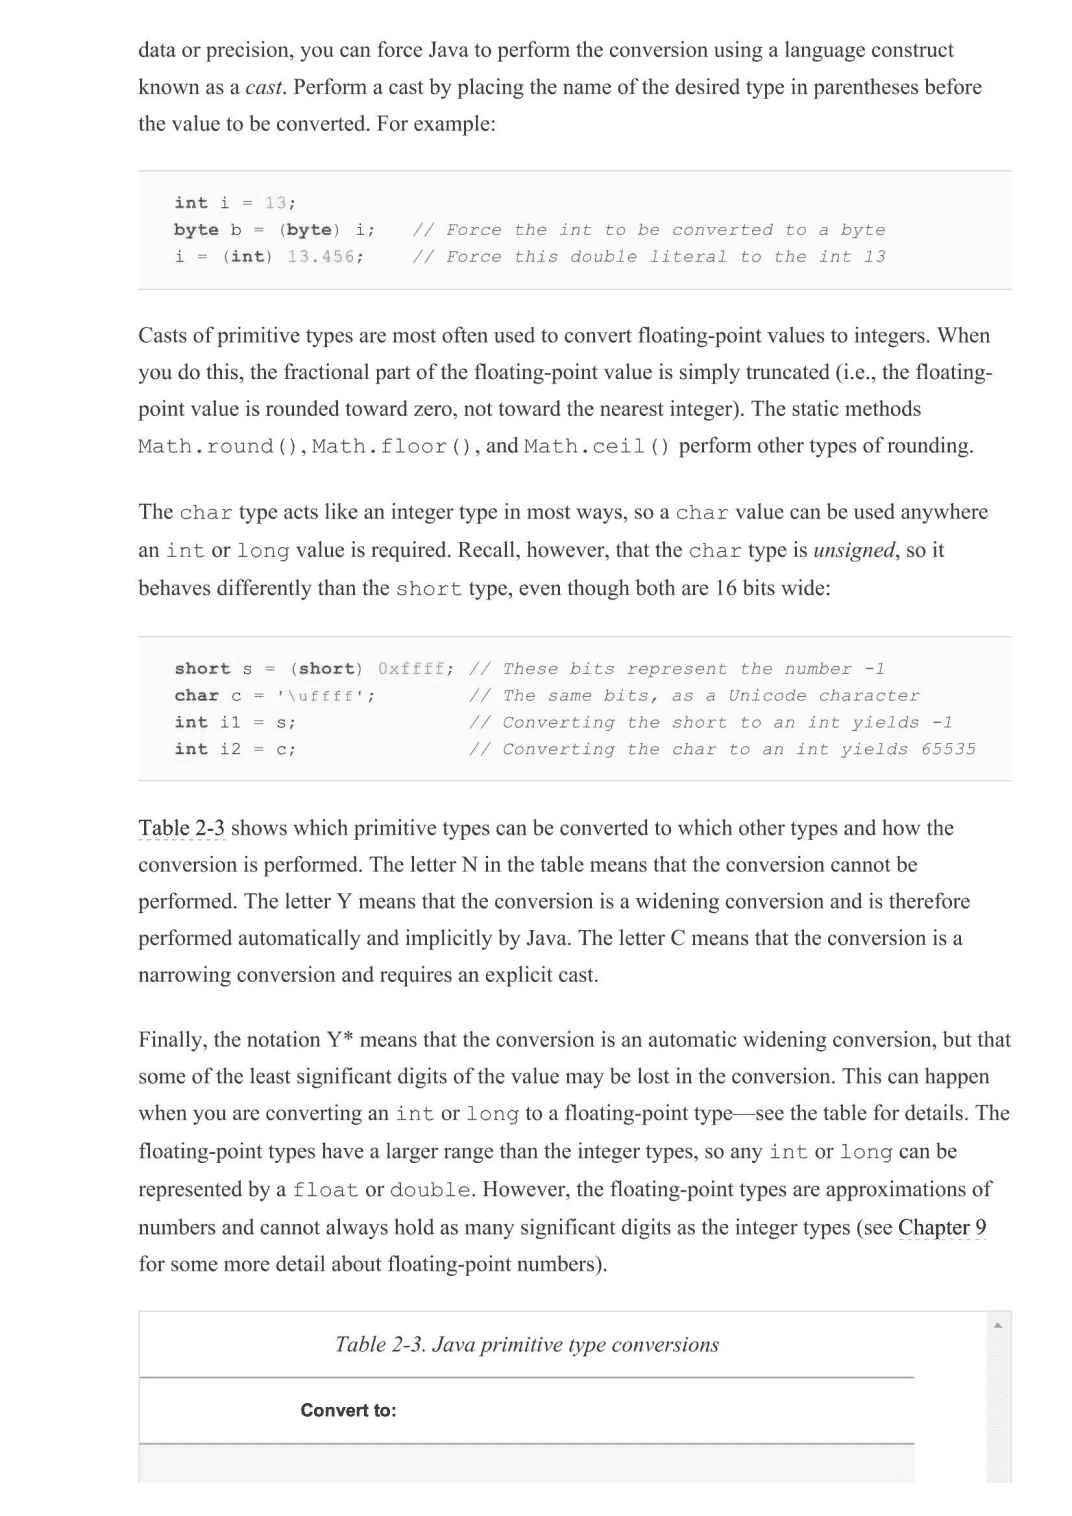 data or precision, you can force Java to perform the conversion using a language construct
known as a cast. Perform a cast by placing the name of the desired type in parentheses before
the value to be converted. For example:
int i = 13;
byte b = (byte) i;   // Force the int to be converted to a byte
i = (int) 13.456;    // Force this double literal to the int 13
Casts of primitive types are most often used to convert floating-point values to integers. When
you do this, the fractional part of the floating-point value is simply truncated (i.e., the floating-
point value is rounded toward zero, not toward the nearest integer). The static methods
Math.round(), Math.floor(), and Math.ceil() perform other types of rounding.
The char type acts like an integer type in most ways, so a char value can be used anywhere
an int or long value is required. Recall, however, that the char type is unsigned, so it
behaves differently than the short type, even though both are 16 bits wide:
short s = (short) 0xffff; // These bits represent the number -1
char c = '\uffff';        // The same bits, as a Unicode character
int i1 = s;               // Converting the short to an int yields -1
int i2 = c;               // Converting the char to an int yields 65535
Table 2-3 shows which primitive types can be converted to which other types and how the
conversion is performed. The letter N in the table means that the conversion cannot be
performed. The letter Y means that the conversion is a widening conversion and is therefore
performed automatically and implicitly by Java. The letter C means that the conversion is a
narrowing conversion and requires an explicit cast.
Finally, the notation Y* means that the conversion is an automatic widening conversion, but that
some of the least significant digits of the value may be lost in the conversion. This can happen
when you are converting an int or long to a floating-point type—see the table for details. The
floating-point types have a larger range than the integer types, so any int or long can be
represented by a float or double. However, the floating-point types are approximations of
numbers and cannot always hold as many significant digits as the integer types (see Chapter 9
for some more detail about floating-point numbers).
Table 2-3. Java primitive type conversions
Convert to: